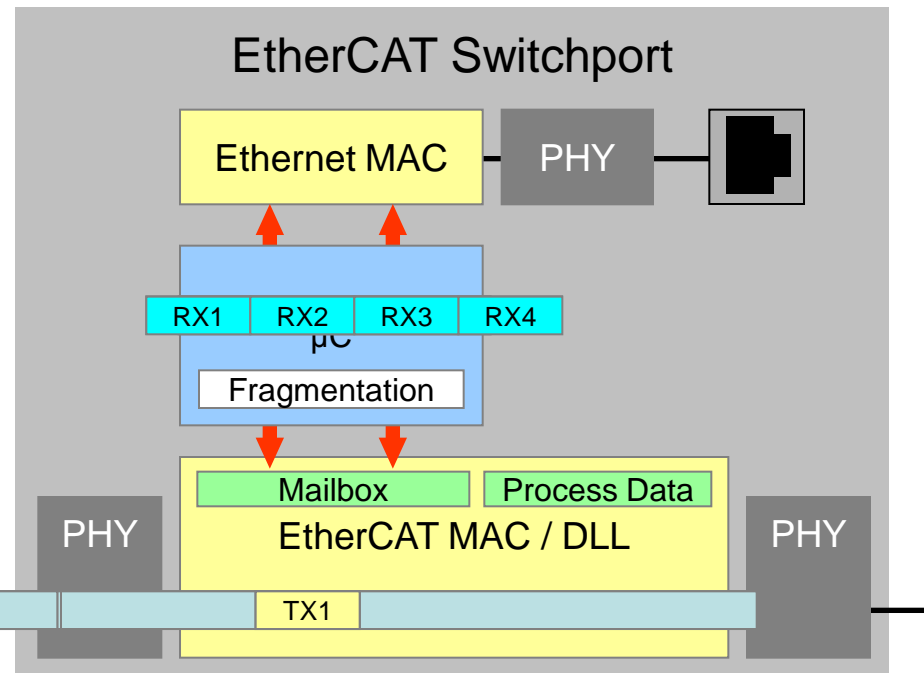 EtherCAT Switchport
Ethernet MAC
PHY
RX1
RX2
RX3
RX4
µC
Fragmentation
Mailbox
Process Data
PHY
EtherCAT MAC / DLL
PHY
TX1